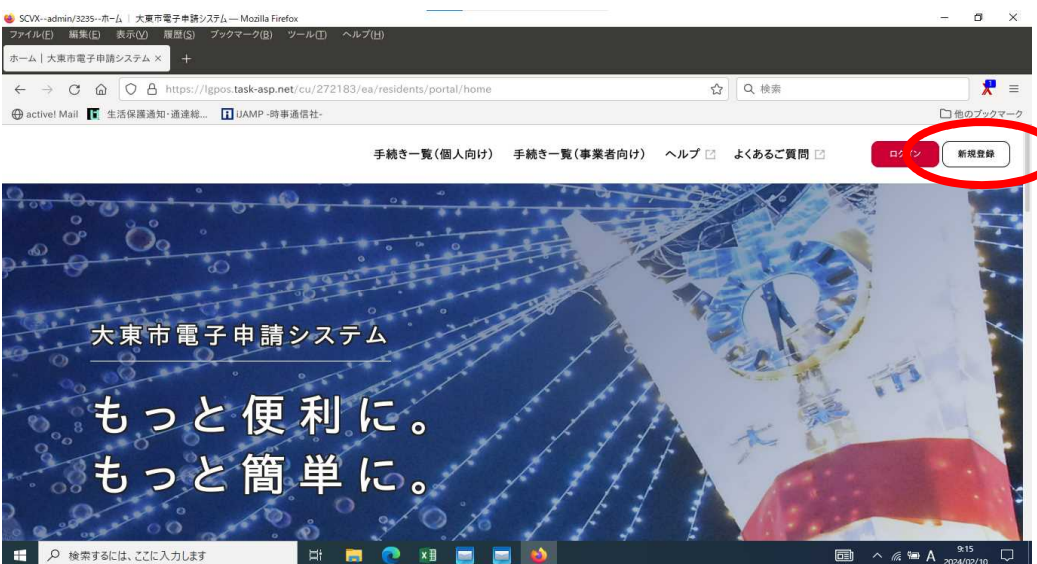 SCVX--admin/3235--ホーム | 大東市電子申請システム — Mozilla Firefox
ファイル(F) 編集(E) 表示(V) 履歴(S) ブックマーク(B) ツール(T) ヘルプ(H)
ホーム | 大東市電子申請システム ×
https://lgpos.task-asp.net/cu/272183/ea/residents/portal/home
検索
1
active! Mail 生活保護通知・通達総... iJAMP -時事通信社-
他のブックマーク
手続き一覧(個人向け) 手続き一覧(事業者向け) ヘルプ よくあるご質問 ログイン 新規登録
大東市電子申請システム
もっと便利に。
もっと簡単に。
大東市
検索するには、ここに入力します
A
9:15
2024/02/10